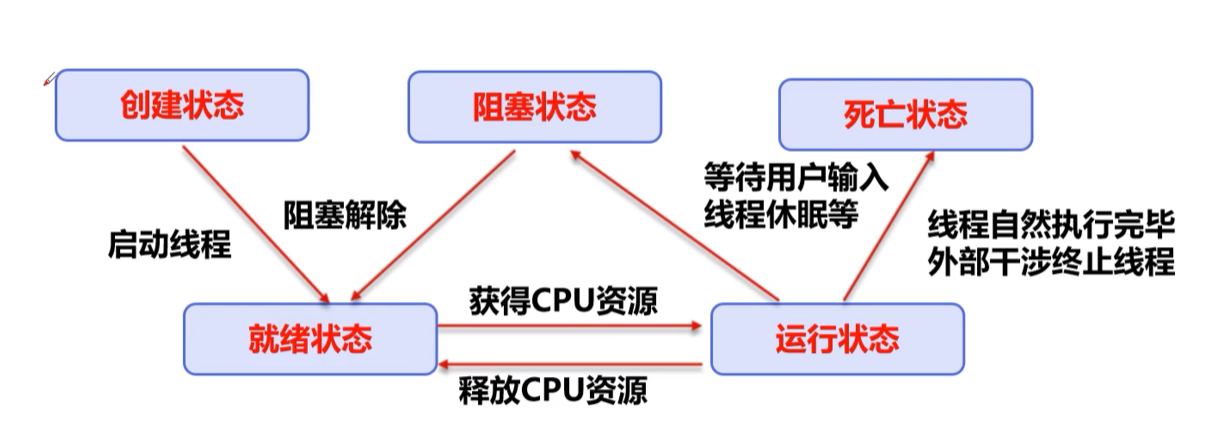 创建状态
阻塞状态
死亡状态
等待用户输入
线程休眠等
阻塞解除
启动线程
线程自然执行完毕
外部干涉终止线程
获得CPU资源
就绪状态
运行状态
释放CPU资源